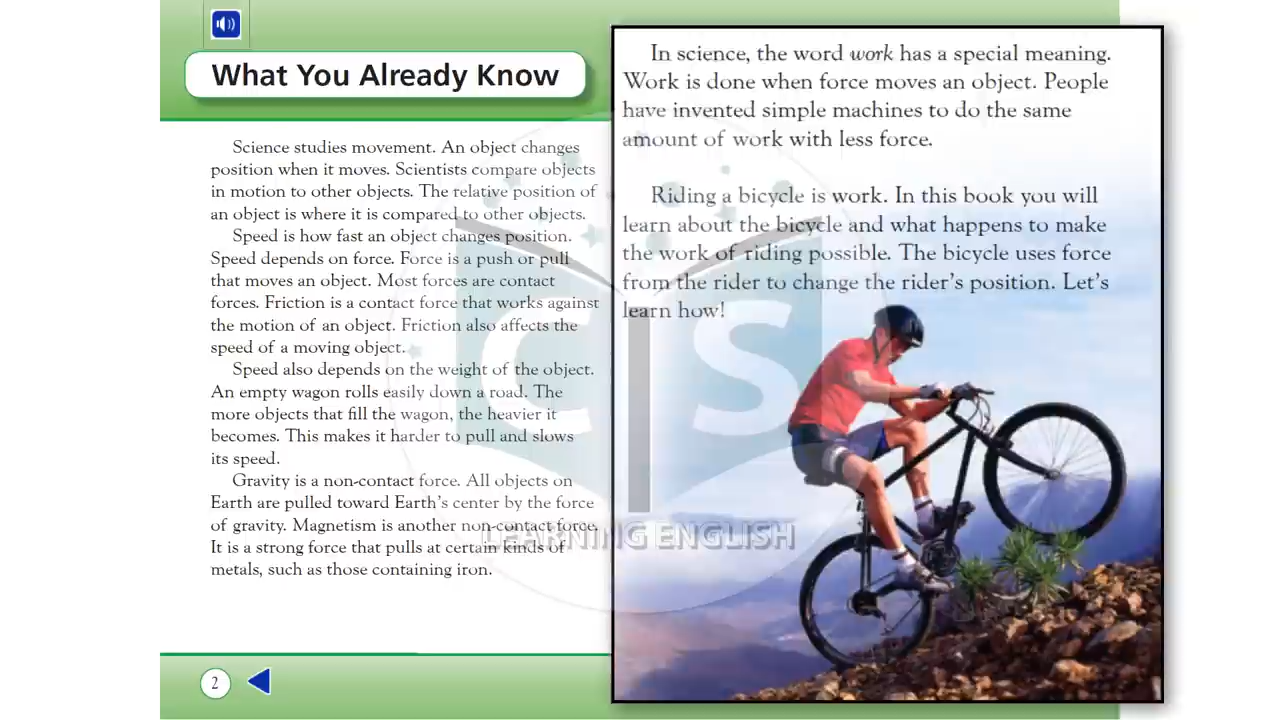 What You Already Know
Science studies movement. An object changes
position when it moves. Scientists compare objects
in motion to other objects. The relative position of
an object is where it is compared to other objects.
Speed is how fast an object changes position.
Speed depends on force. Force is a push or pull
that moves an object. Most forces are contact
forces. Friction is a contact force that works against
the motion of an object. Friction also affects the
speed of a moving object.
Speed also depends on the weight of the object.
An empty wagon rolls easily down a road. The
more objects that fill the wagon, the heavier it
becomes. This makes it harder to pull and slows
its speed.
Gravity is a non-contact force. All objects on
Earth are pulled toward Earth's center by the force
of gravity. Magnetism is another non-contact force.
It is a strong force that pulls at certain kinds of
metals, such as those containing iron.
2
In science, the word work has a special meaning.
Work is done when force moves an object. People
have invented simple machines to do the same
amount of work with less force.
Riding a bicycle is work. In this book you will
learn about the bicycle and what happens to make
the work of riding possible. The bicycle uses force
from the rider to change the rider's position. Let's
learn how!
CIS
LEARNING ENGLISH